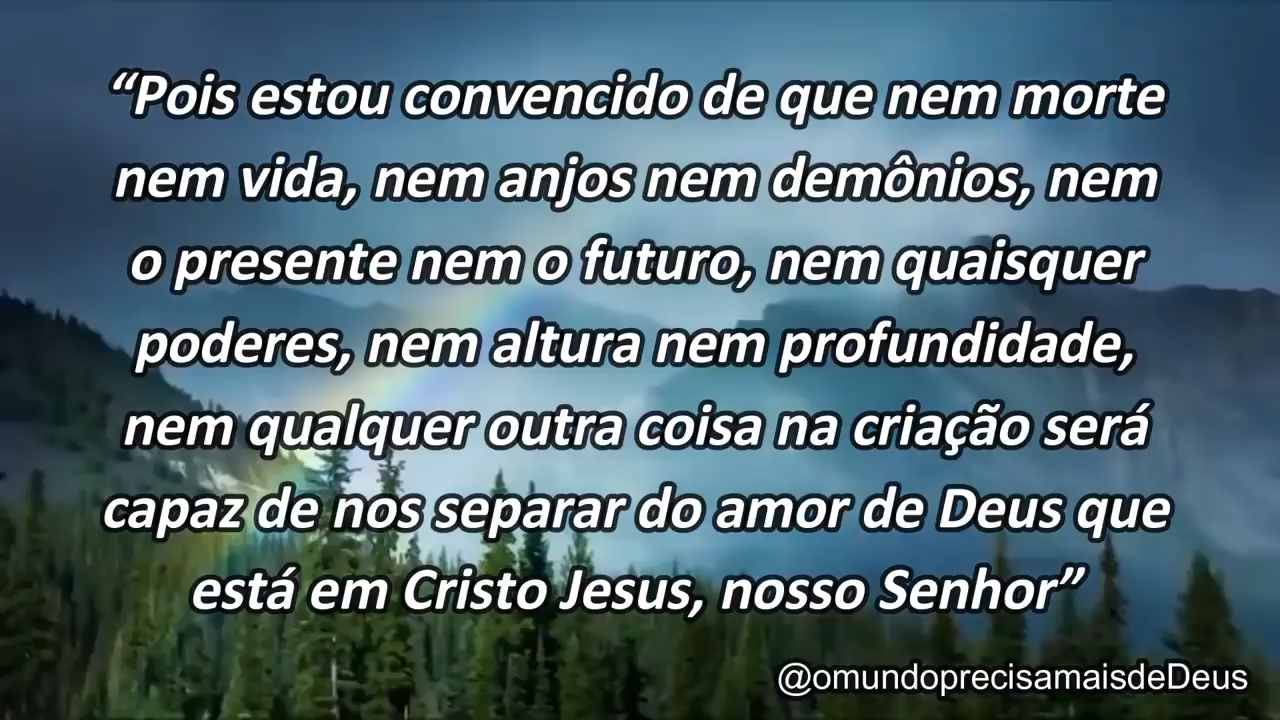 “Pois estou convencido de que nem morte
nem vida, nem anjos nem demônios, nem
o presente nem o futuro, nem quaisquer
poderes, nem altura nem profundidade,
nem qualquer outra coisa na criação será
capaz de nos separar do amor de Deus que
está em Cristo Jesus, nosso Senhor”
@omundoprecisamaisdeDeus